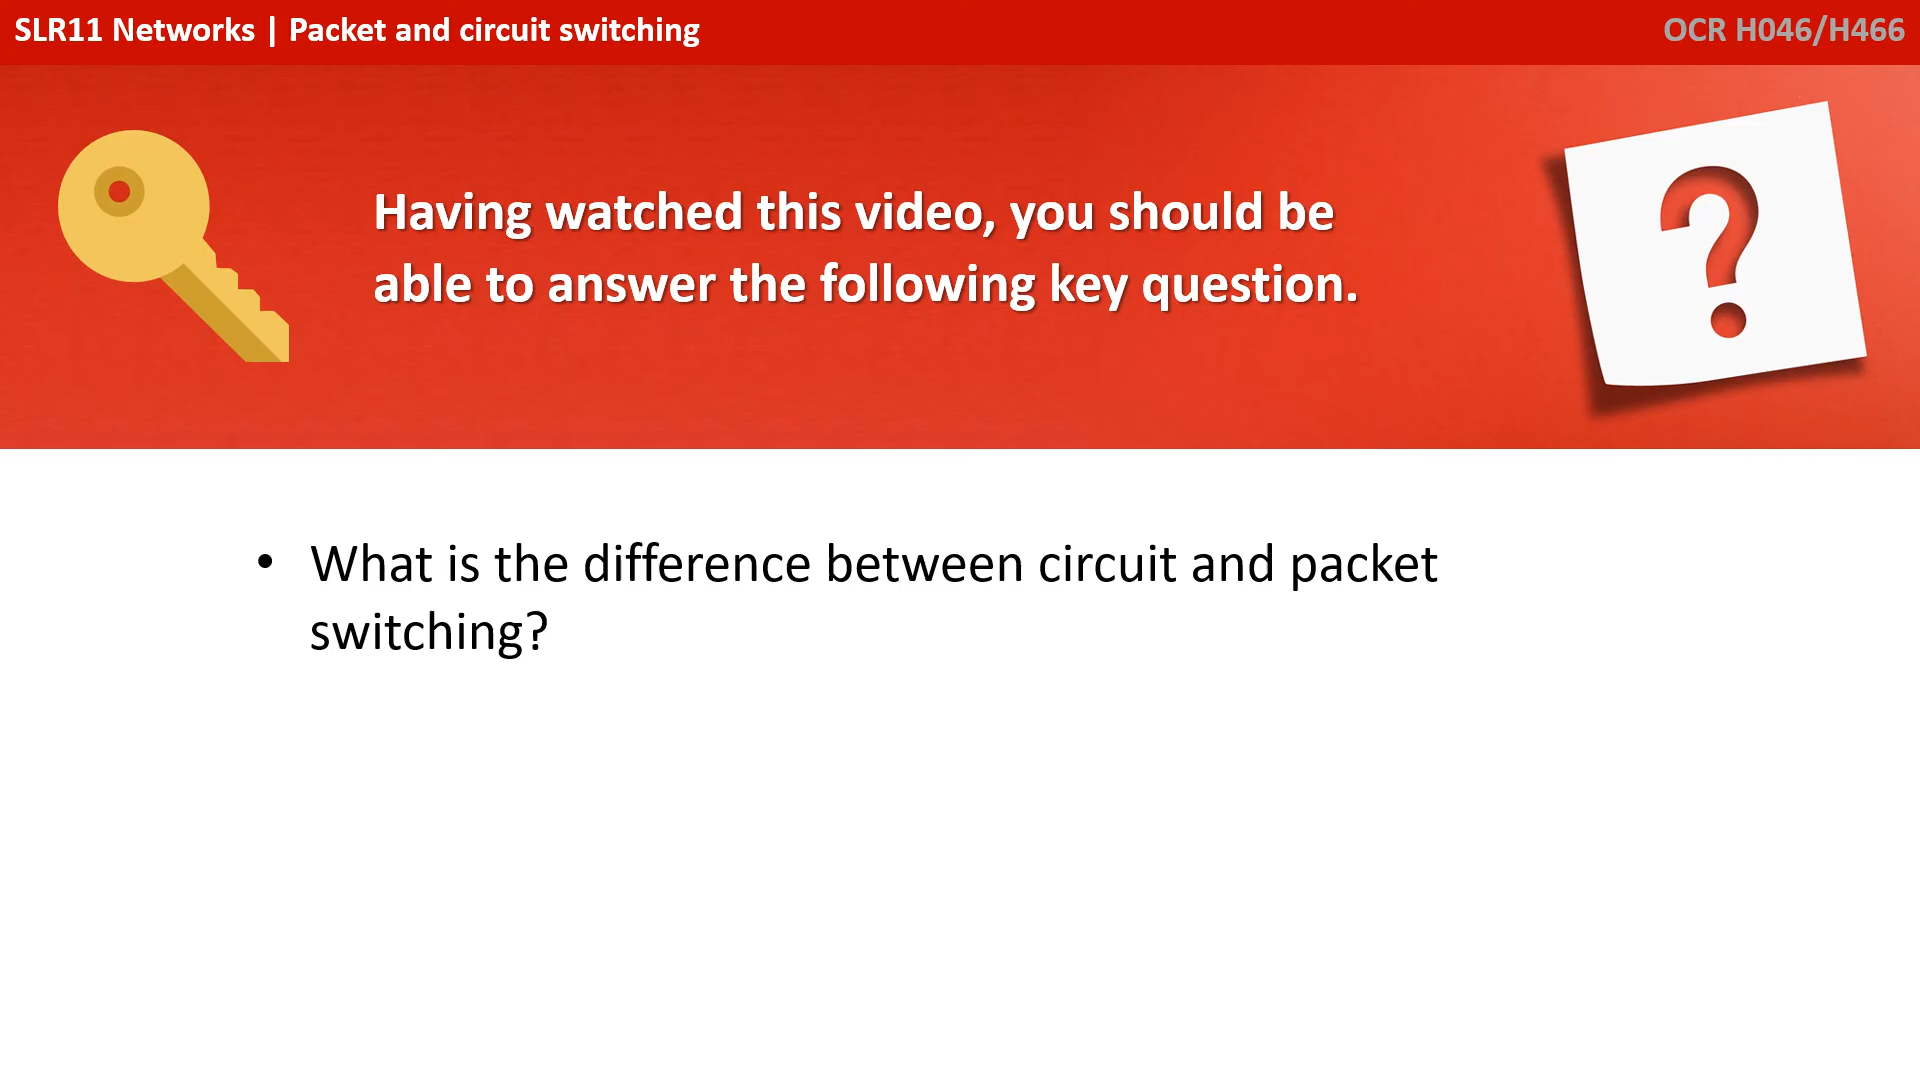 SLR11 Networks | Packet and circuit switching
OCR H046/H466
Having watched this video, you should be
able to answer the following key question.
?
• What is the difference between circuit and packet
switching?